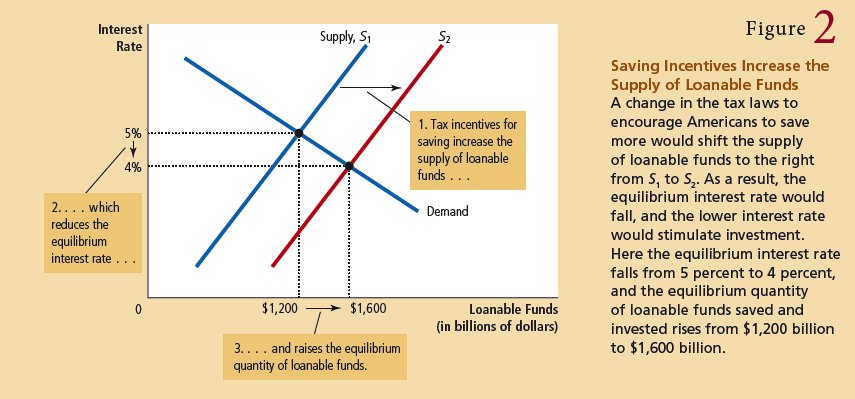 Figure 2
Interest
Rate
Supply, S₁
S₂
5%
4%
1. Tax incentives for
saving increase the
supply of loanable
funds . . .
2. . . . which
reduces the
equilibrium
interest rate . . .
Demand
0
$1,200
$1,600
Loanable Funds
(in billions of dollars)
3. . . . and raises the equilibrium
quantity of loanable funds.
Saving Incentives Increase the
Supply of Loanable Funds
A change in the tax laws to
encourage Americans to save
more would shift the supply
of loanable funds to the right
from S₁ to S₂. As a result, the
equilibrium interest rate would
fall, and the lower interest rate
would stimulate investment.
Here the equilibrium interest rate
falls from 5 percent to 4 percent,
and the equilibrium quantity
of loanable funds saved and
invested rises from $1,200 billion
to $1,600 billion.